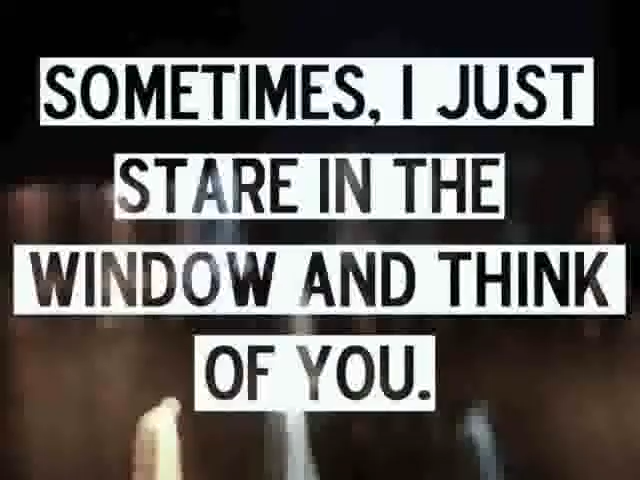 SOMETIMES, I JUST
STARE IN THE
WINDOW AND THINK
OF YOU.